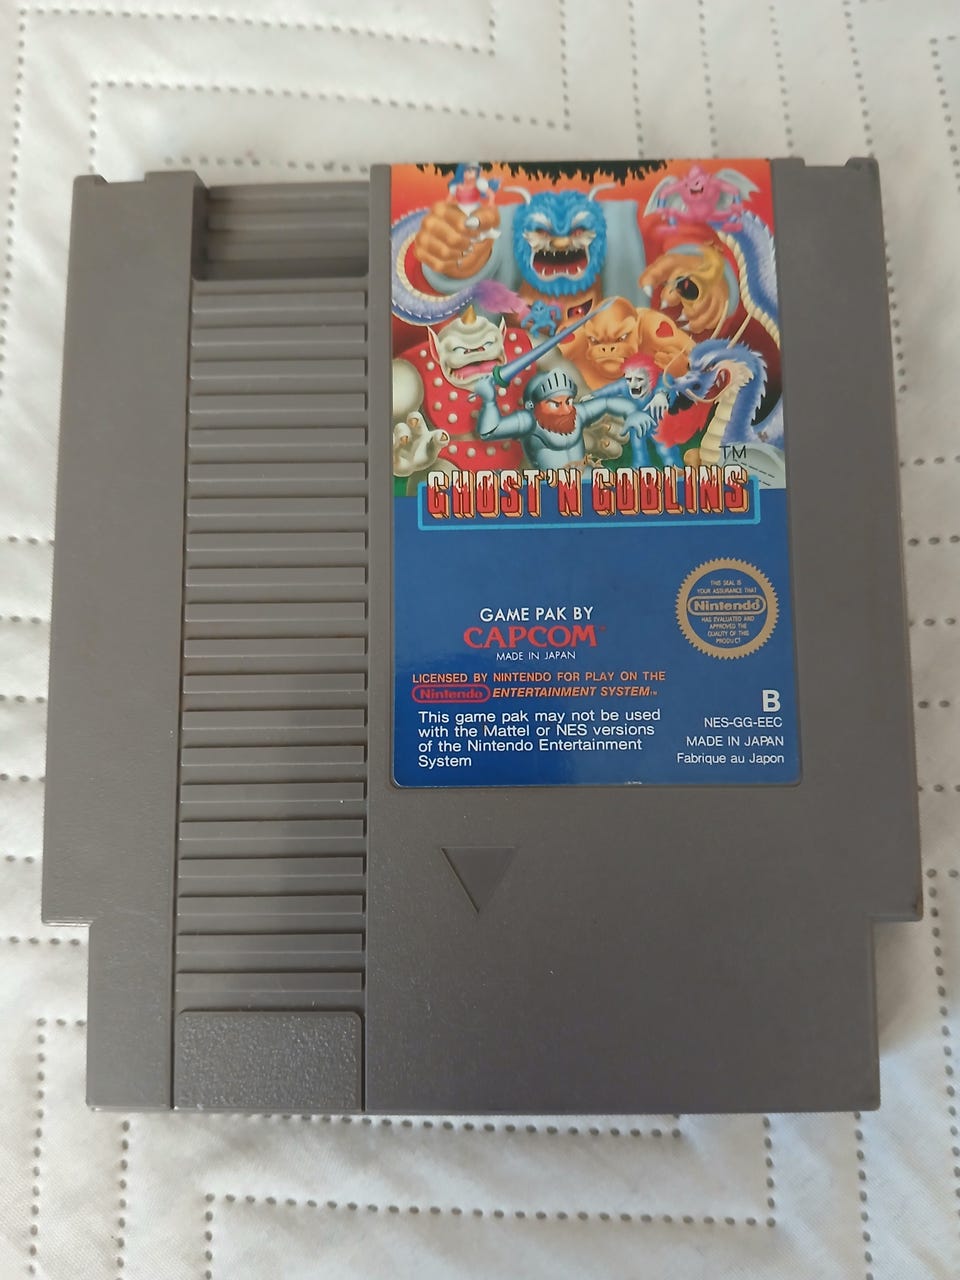 TM
GHOST'N GOBLINS
GAME PAK BY
CAPCOM
MADE IN JAPAN
THIS SEAL IS
YOUR ASSURANCE THAT
Nintendo
HAS EVALUATED AND
APPROVED THE
QUALITY OF THIS
PRODUCT
LICENSED BY NINTENDO FOR PLAY ON THE
Nintendo ENTERTAINMENT SYSTEM™
This game pak may not be used
with the Mattel or NES versions
of the Nintendo Entertainment
System
B
NES-GG-EEC
MADE IN JAPAN
Fabrique au Japon